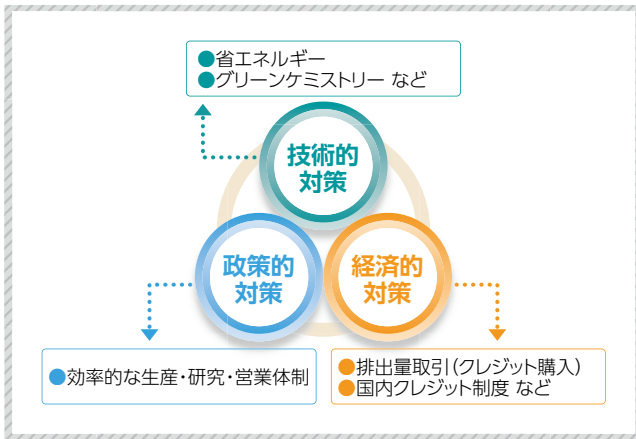 ●省エネルギー
●グリーンケミストリー など
技術的
対策
政策的
対策
経済的
対策
●効率的な生産・研究・営業体制
●排出量取引(クレジット購入)
●国内クレジット制度 など